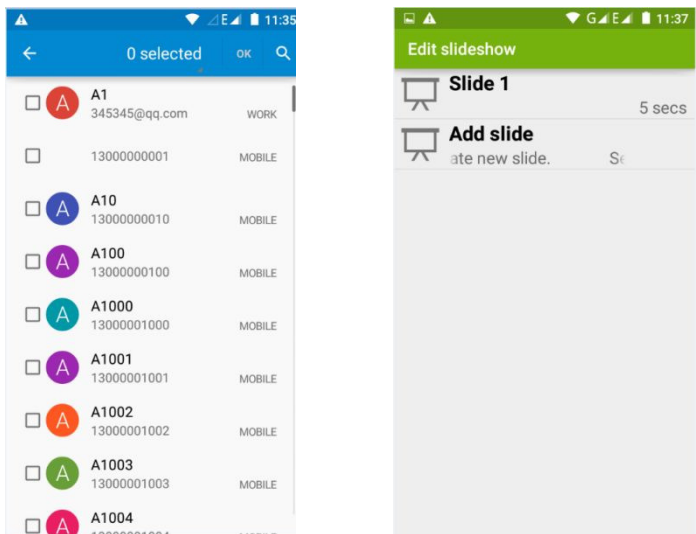 E 11:35
0 selected OK
A A1
345345@qq.com WORK
13000000001 MOBILE
A A10
13000000010 MOBILE
A A100
13000000100 MOBILE
A A1000
13000001000 MOBILE
A A1001
13000001001 MOBILE
A A1002
13000001002 MOBILE
A A1003
13000001003 MOBILE
A A1004
G E 11:37
Edit slideshow
Slide 1
5 secs
Add slide
ate new slide. Se